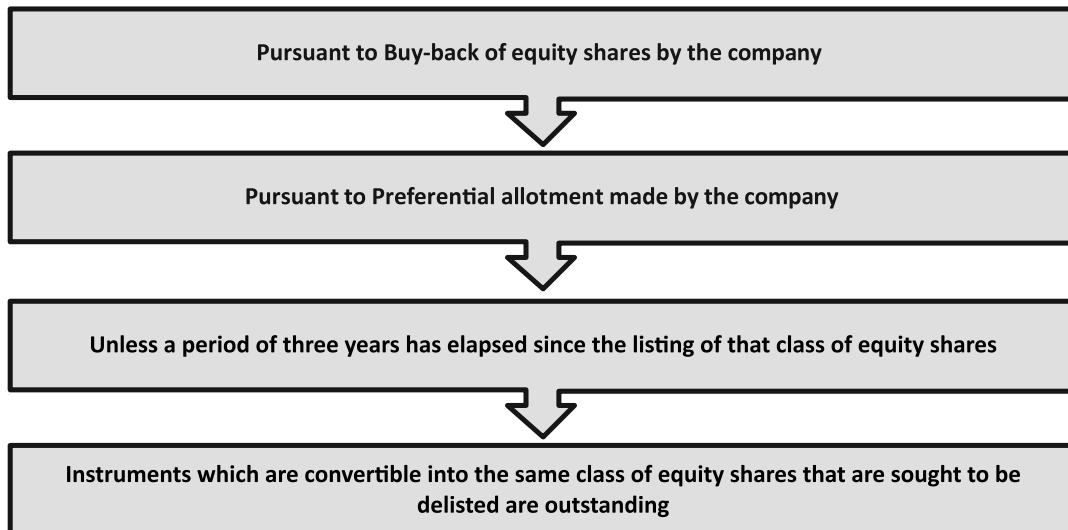 Pursuant to Buy-back of equity shares by the company
Pursuant to Preferential allotment made by the company
Unless a period of three years has elapsed since the listing of that class of equity shares
Instruments which are convertible into the same class of equity shares that are sought to be
delisted are outstanding